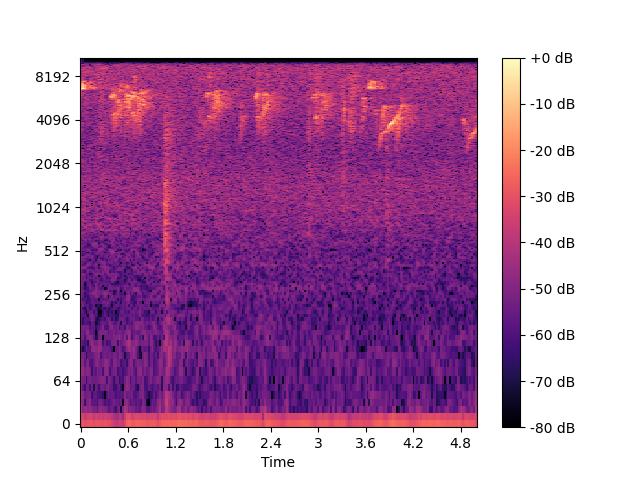 8192
4096
2048
1024
512
256
128
64
0
Hz
0 0.6 1.2 1.8 2.4 3 3.6 4.2 4.8
Time
+0 dB
-10 dB
-20 dB
-30 dB
-40 dB
-50 dB
-60 dB
-70 dB
-80 dB